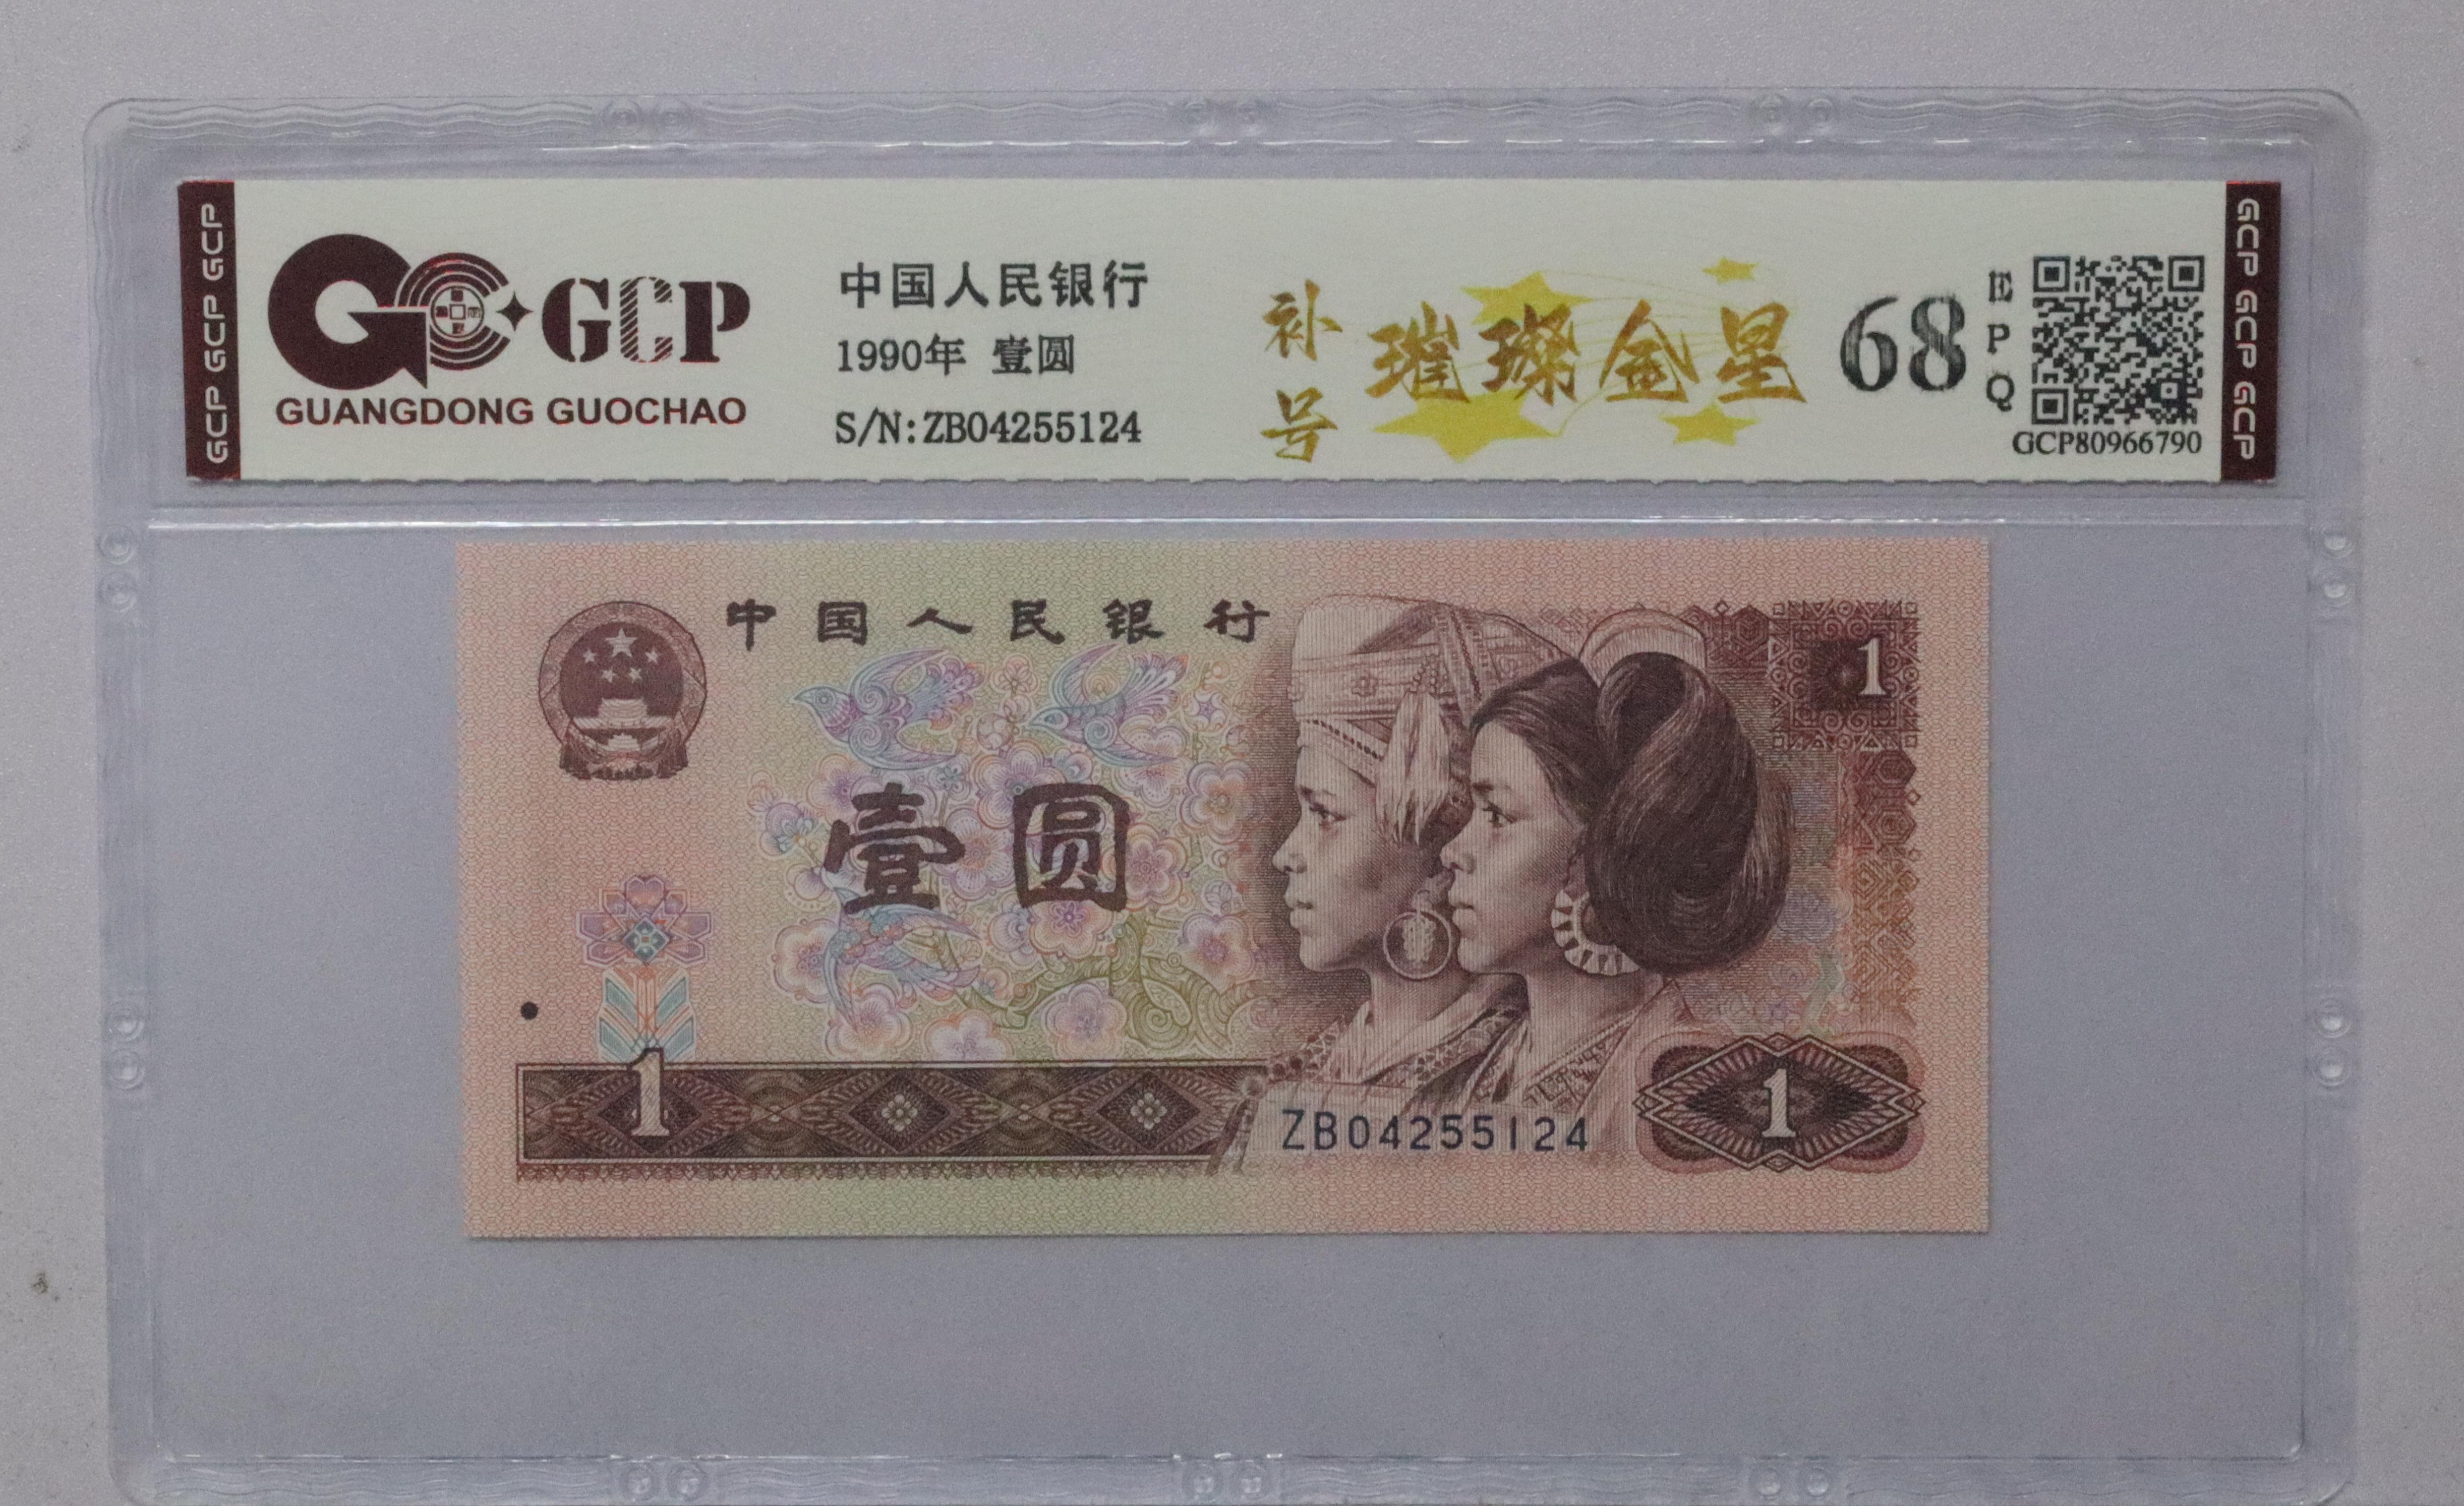 GCP GCP GCP
GCP
GUANGDONG GUOCHAO
中国人民银行
1990年 壹圆
S/N:ZB04255124
补号
璀璨金星
68
EPQ
GCP80966790
GCP GCP GCP
中国人民银行
1
壹圆
1
ZB04255124
1